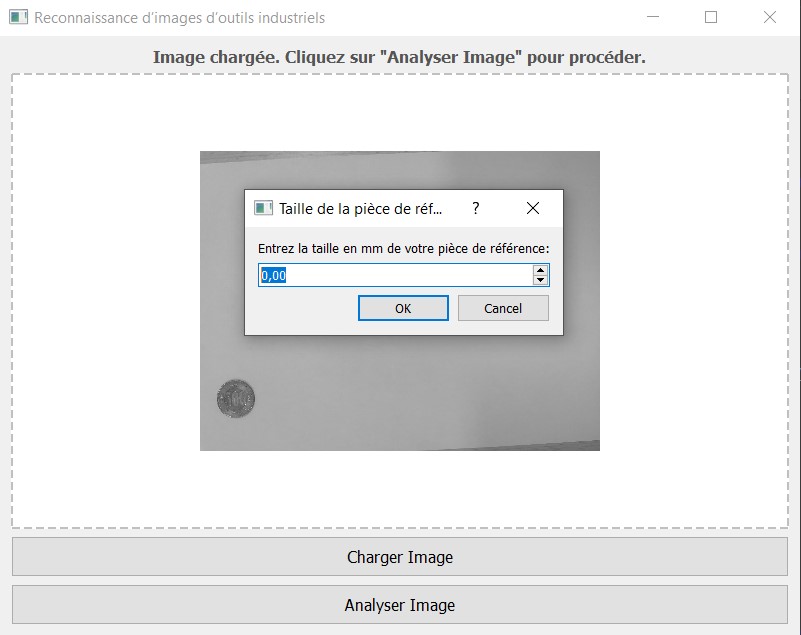 Reconnaissance d'images d'outils industriels
Image chargée. Cliquez sur "Analyser Image" pour procéder.
Taille de la pièce de réf...
?
Entrez la taille en mm de votre pièce de référence:
0,00
OK
Cancel
Charger Image
Analyser Image